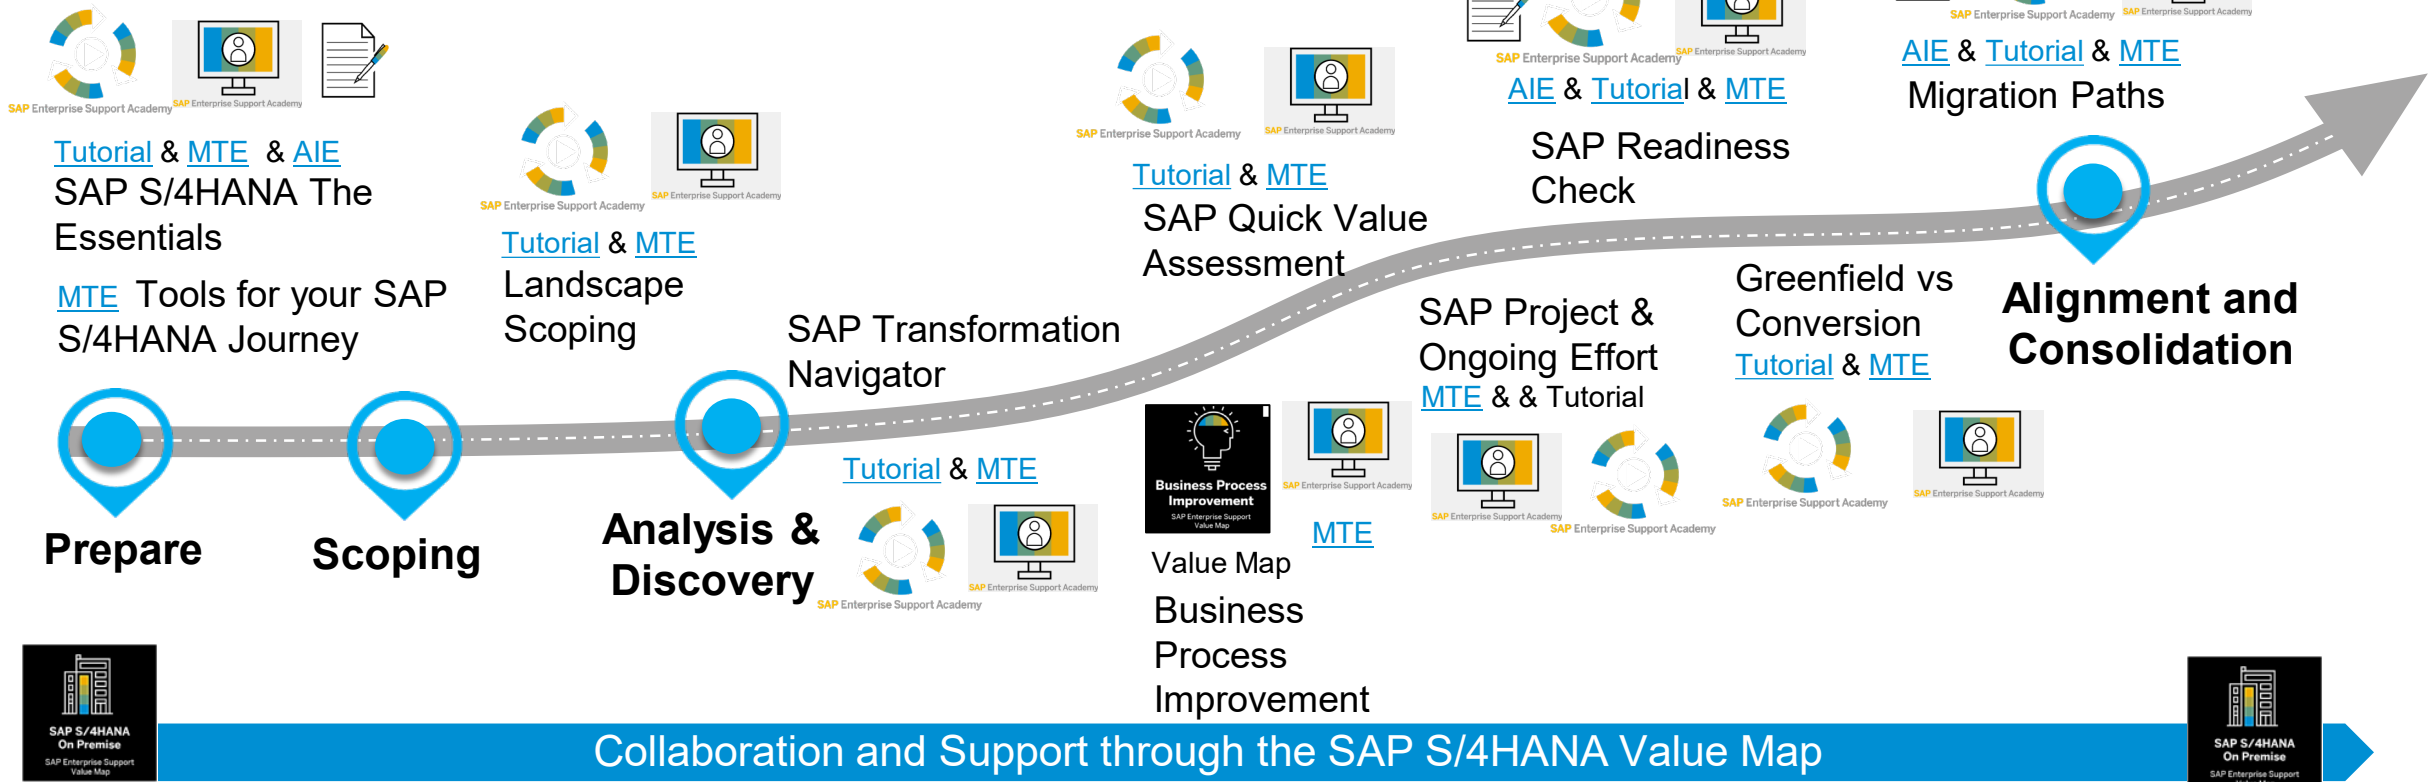 SAP Enterprise Support Academy
SAP Enterprise Support Academy
Tutorial & MTE & AIE
SAP S/4HANA The
Essentials
MTE Tools for your SAP
S/4HANA Journey
SAP Enterprise Support Academy
SAP Enterprise Support Academy
Tutorial & MTE
Landscape
Scoping
SAP Transformation
Navigator
Tutorial & MTE
SAP Enterprise Support Academy
SAP Enterprise Support Academy
SAP Enterprise Support Academy
SAP Enterprise Support Academy
Tutorial & MTE
SAP Quick Value
Assessment
SAP Enterprise Support Academy
SAP Enterprise Support Academy
AIE & Tutorial & MTE
SAP Readiness
Check
SAP Enterprise Support Academy
SAP Enterprise Support Academy
AIE & Tutorial & MTE
Migration Paths
Business Process
Improvement
SAP Enterprise Support
Value Map
SAP Enterprise Support Academy
MTE
Value Map
Business
Process
Improvement
SAP Project &
Ongoing Effort
MTE & & Tutorial
SAP Enterprise Support Academy
SAP Enterprise Support Academy
Greenfield vs
Conversion
Tutorial & MTE
SAP Enterprise Support Academy
SAP Enterprise Support Academy
Prepare
Scoping
Analysis &
Discovery
Alignment and
Consolidation
SAP S/4HANA
On Premise
SAP Enterprise Support
Value Map
Collaboration and Support through the SAP S/4HANA Value Map
SAP S/4HANA
On Premise
SAP Enterprise Support